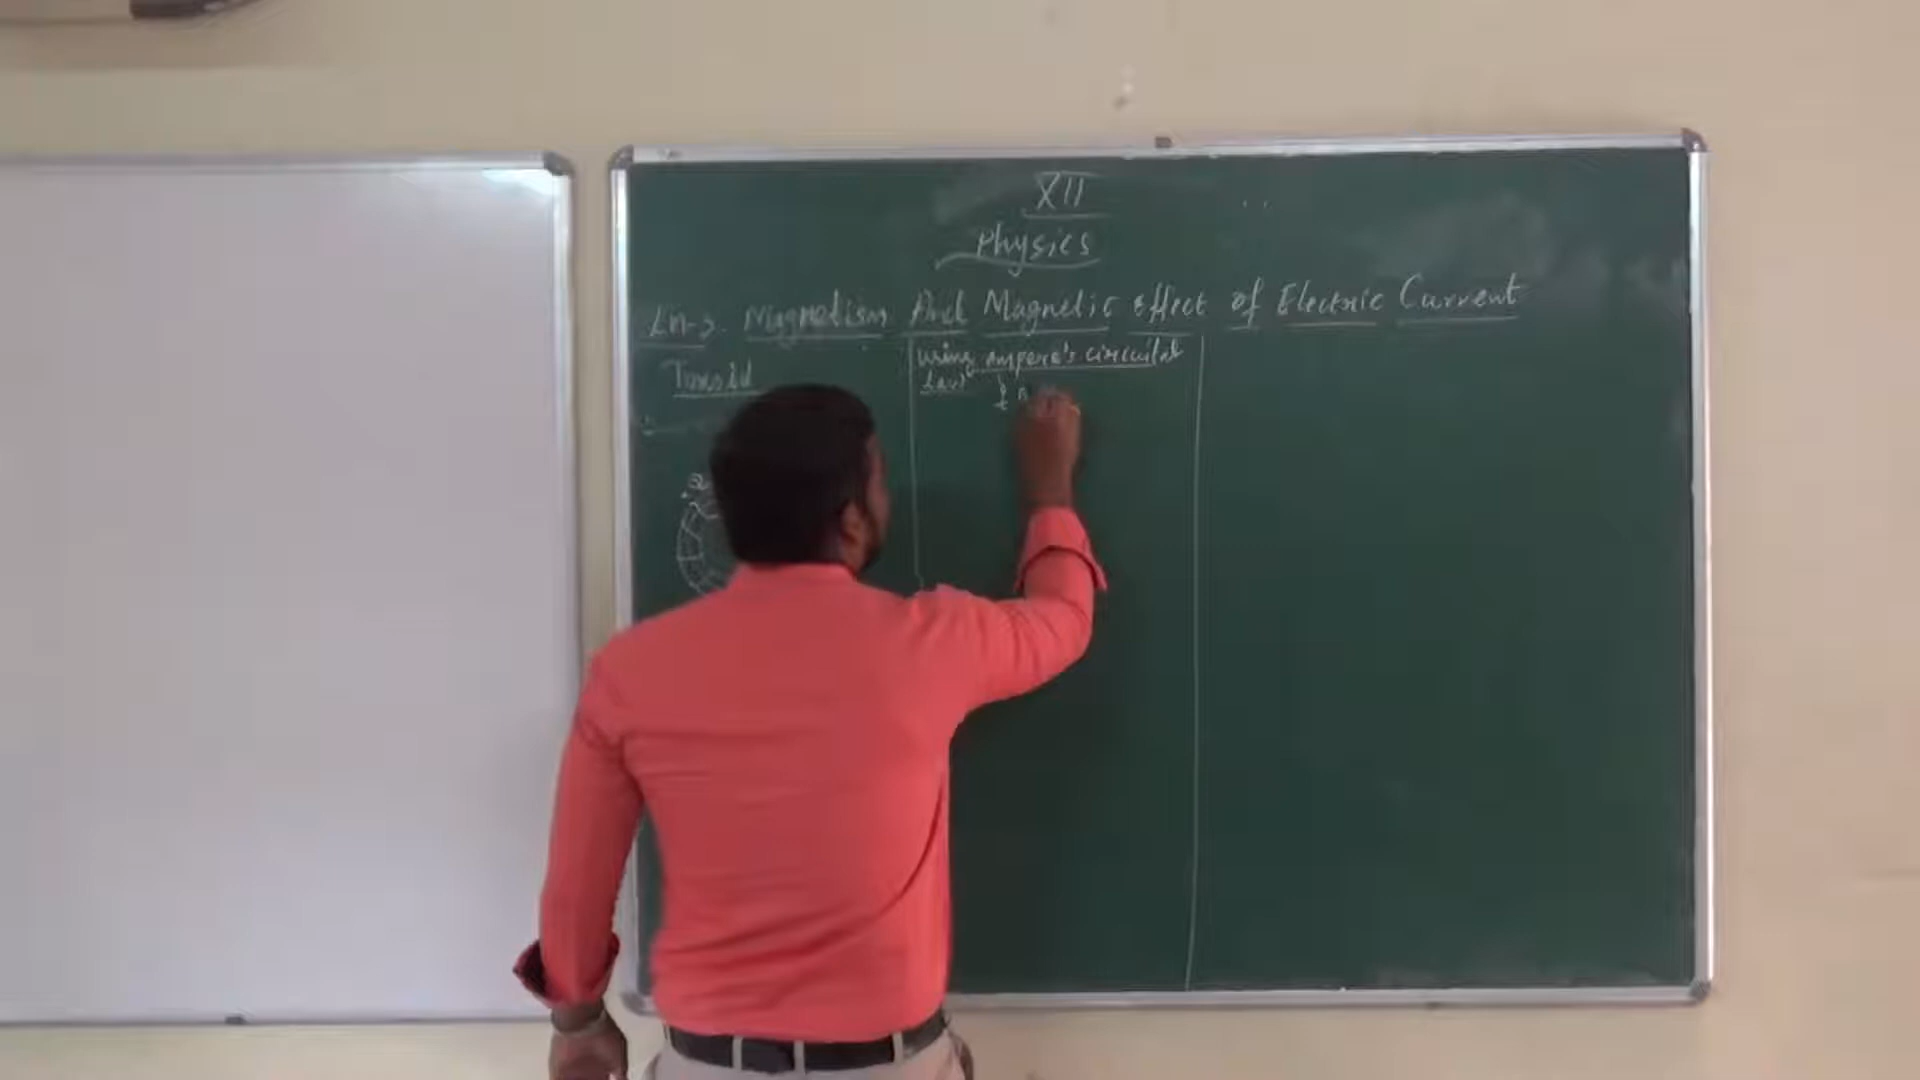 XII
Physics
LN-3. Magnetism And Magnetic effect of Electric Current
Toroid
using ampere's circuital
law